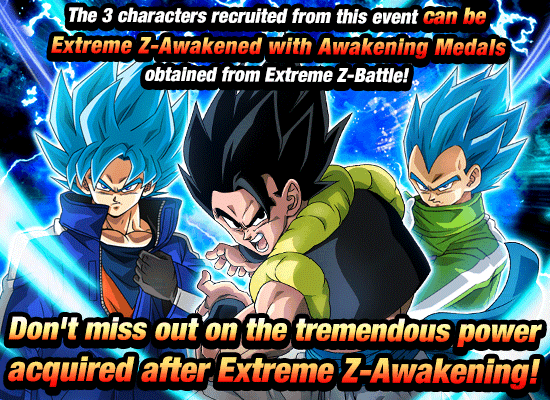 The 3 characters recruited from this event can be
Extreme Z-Awakened with Awakening Medals
obtained from Extreme Z-Battle!
Don't miss out on the tremendous power
acquired after Extreme Z-Awakening!